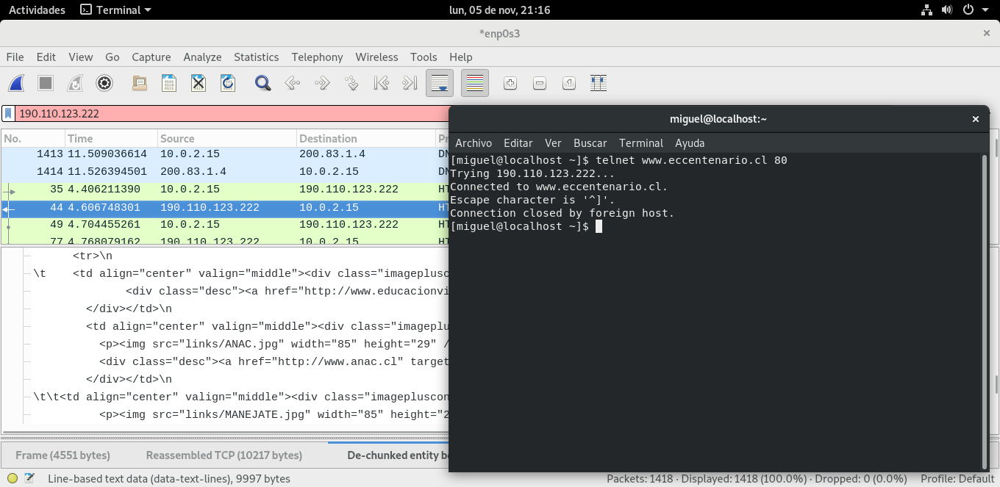 Actividades Terminal lun, 05 de nov, 21:16
*enp0s3
File Edit View Go Capture Analyze Statistics Telephony Wireless Tools Help
190.110.123.222
No. Time Source Destination
1413 11.509036614 10.0.2.15 200.83.1.4
1414 11.526394501 200.83.1.4 10.0.2.15
35 4.406211390 10.0.2.15 190.110.123.222
44 4.606748301 190.110.123.222 10.0.2.15
49 4.704455261 10.0.2.15 190.110.123.222
77 4.768079162 190.110.123.222 10.0.2.15
<tr>\n
\t <td align="center" valign="middle"><div class="imageplusc
<div class="desc"><a href="http://www.educacionvi
</div></td>\n
<td align="center" valign="middle"><div class="imageplu
<p><img src="links/ANAC.jpg" width="85" height="29" /
<div class="desc"><a href="http://www.anac.cl" target
</div></td>\n
\t\t<td align="center" valign="middle"><div class="imagepluscon
<p><img src="links/MANEJATE.jpg" width="85" height="2
Frame (4551 bytes) Reassembled TCP (10217 bytes) De-chunked entity b
Line-based text data (data-text-lines), 9997 bytes Packets: 1418 · Displayed: 1418 (100.0%) · Dropped: 0 (0.0%) Profile: Default
miguel@localhost:~
Archivo Editar Ver Buscar Terminal Ayuda
[miguel@localhost ~]$ telnet www.eccentenario.cl 80
Trying 190.110.123.222...
Connected to www.eccentenario.cl.
Escape character is '^]'.
Connection closed by foreign host.
[miguel@localhost ~]$